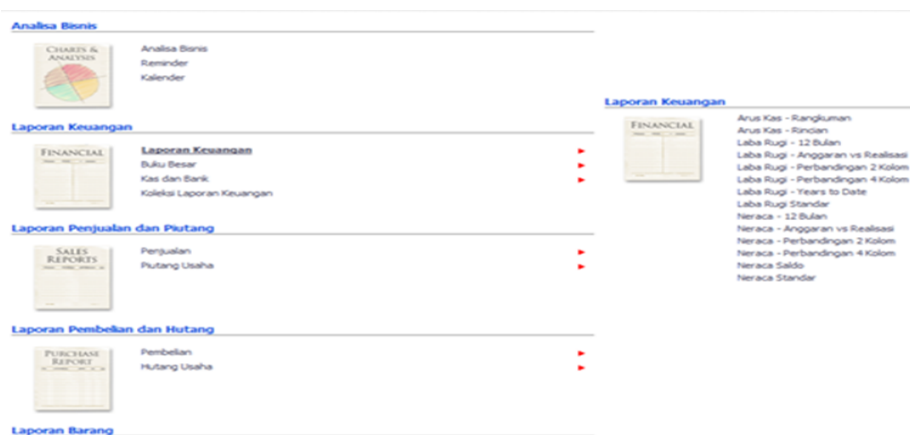 Analisa Bisnis
CHARTS &
ANALYSIS
Analisa Bisnis
Reminder
Kalender
Laporan Keuangan
FINANCIAL
Laporan Keuangan
Buku Besar
Kas dan Bank
Koleksi Laporan Keuangan
Laporan Penjualan dan Piutang
SALES
REPORTS
Penjualan
Piutang Usaha
Laporan Pembelian dan Hutang
PURCHASE
REPORT
Pembelian
Hutang Usaha
Laporan Barang
Laporan Keuangan
FINANCIAL
Arus Kas - Rangkuman
Arus Kas - Rincian
Laba Rugi - 12 Bulan
Laba Rugi - Anggaran vs Realisasi
Laba Rugi - Perbandingan 2 Kolom
Laba Rugi - Perbandingan 4 Kolom
Laba Rugi - Years to Date
Laba Rugi Standar
Neraca - 12 Bulan
Neraca - Anggaran vs Realisasi
Neraca - Perbandingan 2 Kolom
Neraca - Perbandingan 4 Kolom
Neraca Saldo
Neraca Standar